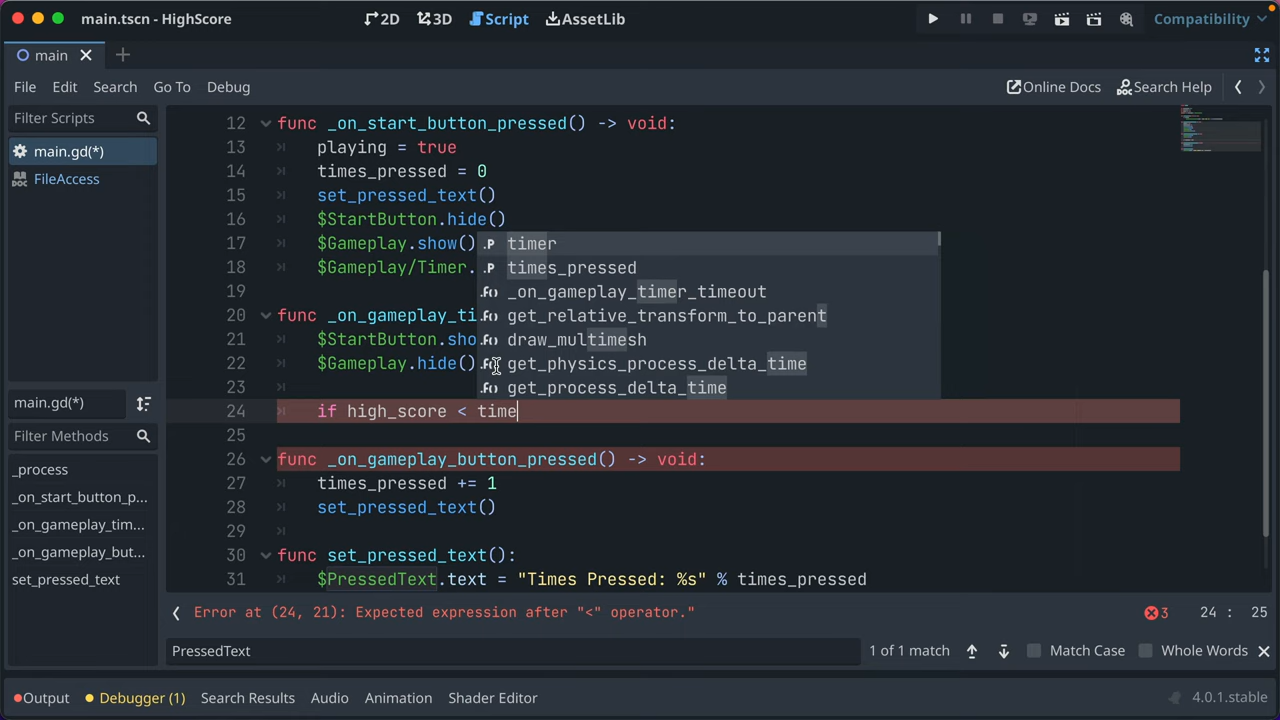 main.tscn - HighScore
2D 3D Script AssetLib
Compatibility
main
File Edit Search Go To Debug
Online Docs Search Help
Filter Scripts
main.gd(*)
FileAccess
main.gd(*)
Filter Methods
_process
_on_start_button_p...
_on_gameplay_tim...
_on_gameplay_but...
set_pressed_text
12 func _on_start_button_pressed() -> void:
13 playing = true
14 times_pressed = 0
15 set_pressed_text()
16 $StartButton.hide()
17 $Gameplay.show()
18 $Gameplay/Timer.
19
20 func _on_gameplay_ti
21 $StartButton.sho
22 $Gameplay.hide()
23
24 if high_score < time
25
26 func _on_gameplay_button_pressed() -> void:
27 times_pressed += 1
28 set_pressed_text()
29
30 func set_pressed_text():
31 $PressedText.text = "Times Pressed: %s" % times_pressed
.P timer
.P times_pressed
.f() _on_gameplay_timer_timeout
.f() get_relative_transform_to_parent
.f() draw_multimesh
get_physics_process_delta_time
.f() get_process_delta_time
Error at (24, 21): Expected expression after "<" operator."
3 24 : 25
PressedText
1 of 1 match Match Case Whole Words
Output Debugger (1) Search Results Audio Animation Shader Editor
4.0.1.stable